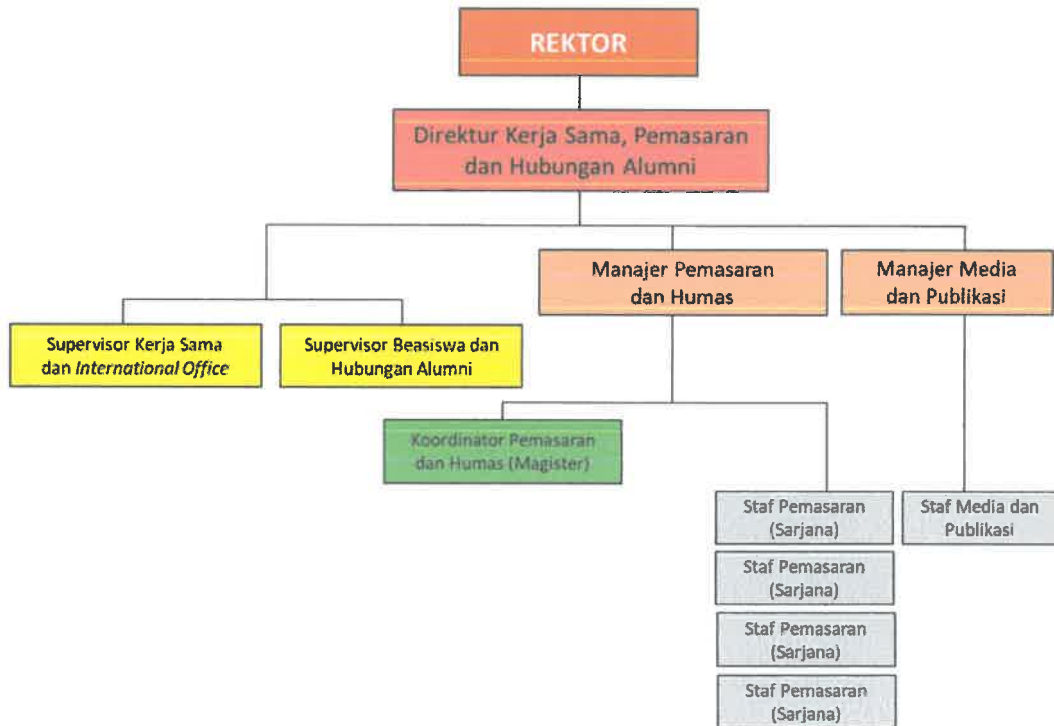 REKTOR
Direktur Kerja Sama, Pemasaran
dan Hubungan Alumni
Manajer Pemasaran
dan Humas
Manajer Media
dan Publikasi
Supervisor Kerja Sama
dan International Office
Supervisor Beasiswa dan
Hubungan Alumni
Koordinator Pemasaran
dan Humas (Magister)
Staf Pemasaran
(Sarjana)
Staf Media dan
Publikasi
Staf Pemasaran
(Sarjana)
Staf Pemasaran
(Sarjana)
Staf Pemasaran
(Sarjana)